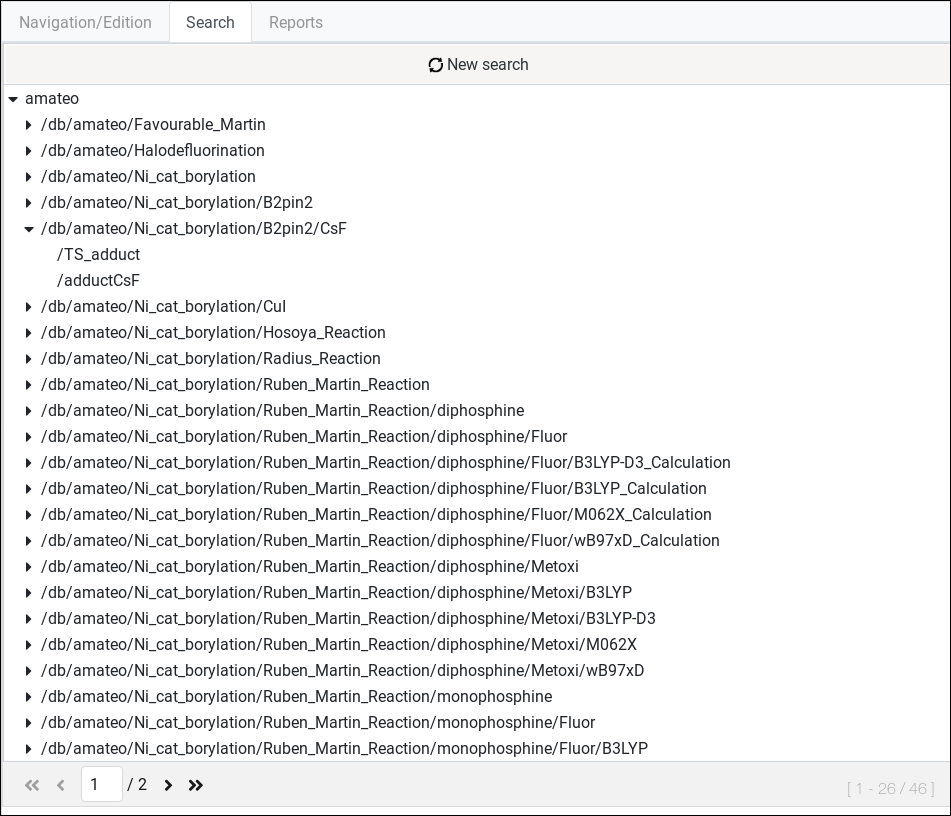 Navigation/Edition Search Reports
New search
amateo
/db/amateo/Favourable_Martin
/db/amateo/Halodefluorination
/db/amateo/Ni_cat_borylation
/db/amateo/Ni_cat_borylation/B2pin2
/db/amateo/Ni_cat_borylation/B2pin2/CsF
/TS_adduct
/adductCsF
/db/amateo/Ni_cat_borylation/CuI
/db/amateo/Ni_cat_borylation/Hosoya_Reaction
/db/amateo/Ni_cat_borylation/Radius_Reaction
/db/amateo/Ni_cat_borylation/Ruben_Martin_Reaction
/db/amateo/Ni_cat_borylation/Ruben_Martin_Reaction/diphosphine
/db/amateo/Ni_cat_borylation/Ruben_Martin_Reaction/diphosphine/Fluor
/db/amateo/Ni_cat_borylation/Ruben_Martin_Reaction/diphosphine/Fluor/B3LYP-D3_Calculation
/db/amateo/Ni_cat_borylation/Ruben_Martin_Reaction/diphosphine/Fluor/B3LYP_Calculation
/db/amateo/Ni_cat_borylation/Ruben_Martin_Reaction/diphosphine/Fluor/M062X_Calculation
/db/amateo/Ni_cat_borylation/Ruben_Martin_Reaction/diphosphine/Fluor/wB97xD_Calculation
/db/amateo/Ni_cat_borylation/Ruben_Martin_Reaction/diphosphine/Metoxi
/db/amateo/Ni_cat_borylation/Ruben_Martin_Reaction/diphosphine/Metoxi/B3LYP
/db/amateo/Ni_cat_borylation/Ruben_Martin_Reaction/diphosphine/Metoxi/B3LYP-D3
/db/amateo/Ni_cat_borylation/Ruben_Martin_Reaction/diphosphine/Metoxi/M062X
/db/amateo/Ni_cat_borylation/Ruben_Martin_Reaction/diphosphine/Metoxi/wB97xD
/db/amateo/Ni_cat_borylation/Ruben_Martin_Reaction/monophosphine
/db/amateo/Ni_cat_borylation/Ruben_Martin_Reaction/monophosphine/Fluor
/db/amateo/Ni_cat_borylation/Ruben_Martin_Reaction/monophosphine/Fluor/B3LYP
1 / 2 [ 1 - 26 / 46 ]